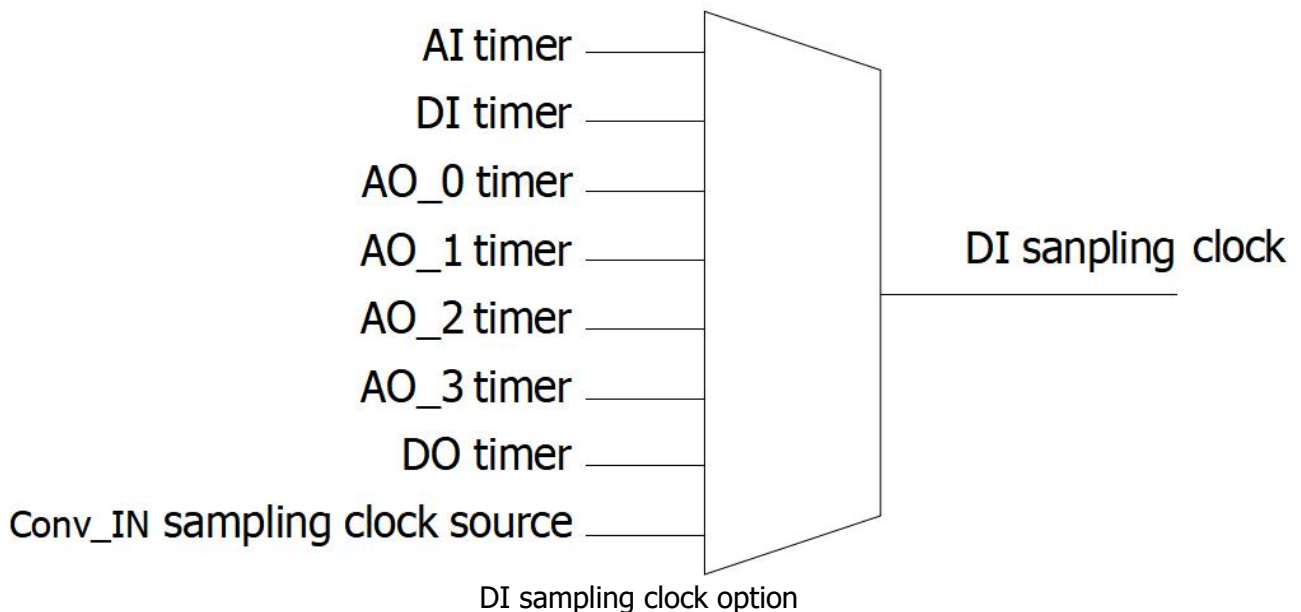 AI timer
DI timer
AO_0 timer
AO_1 timer
AO_2 timer
AO_3 timer
DO timer
Conv_IN sampling clock source
DI sanpling clock
DI sampling clock option